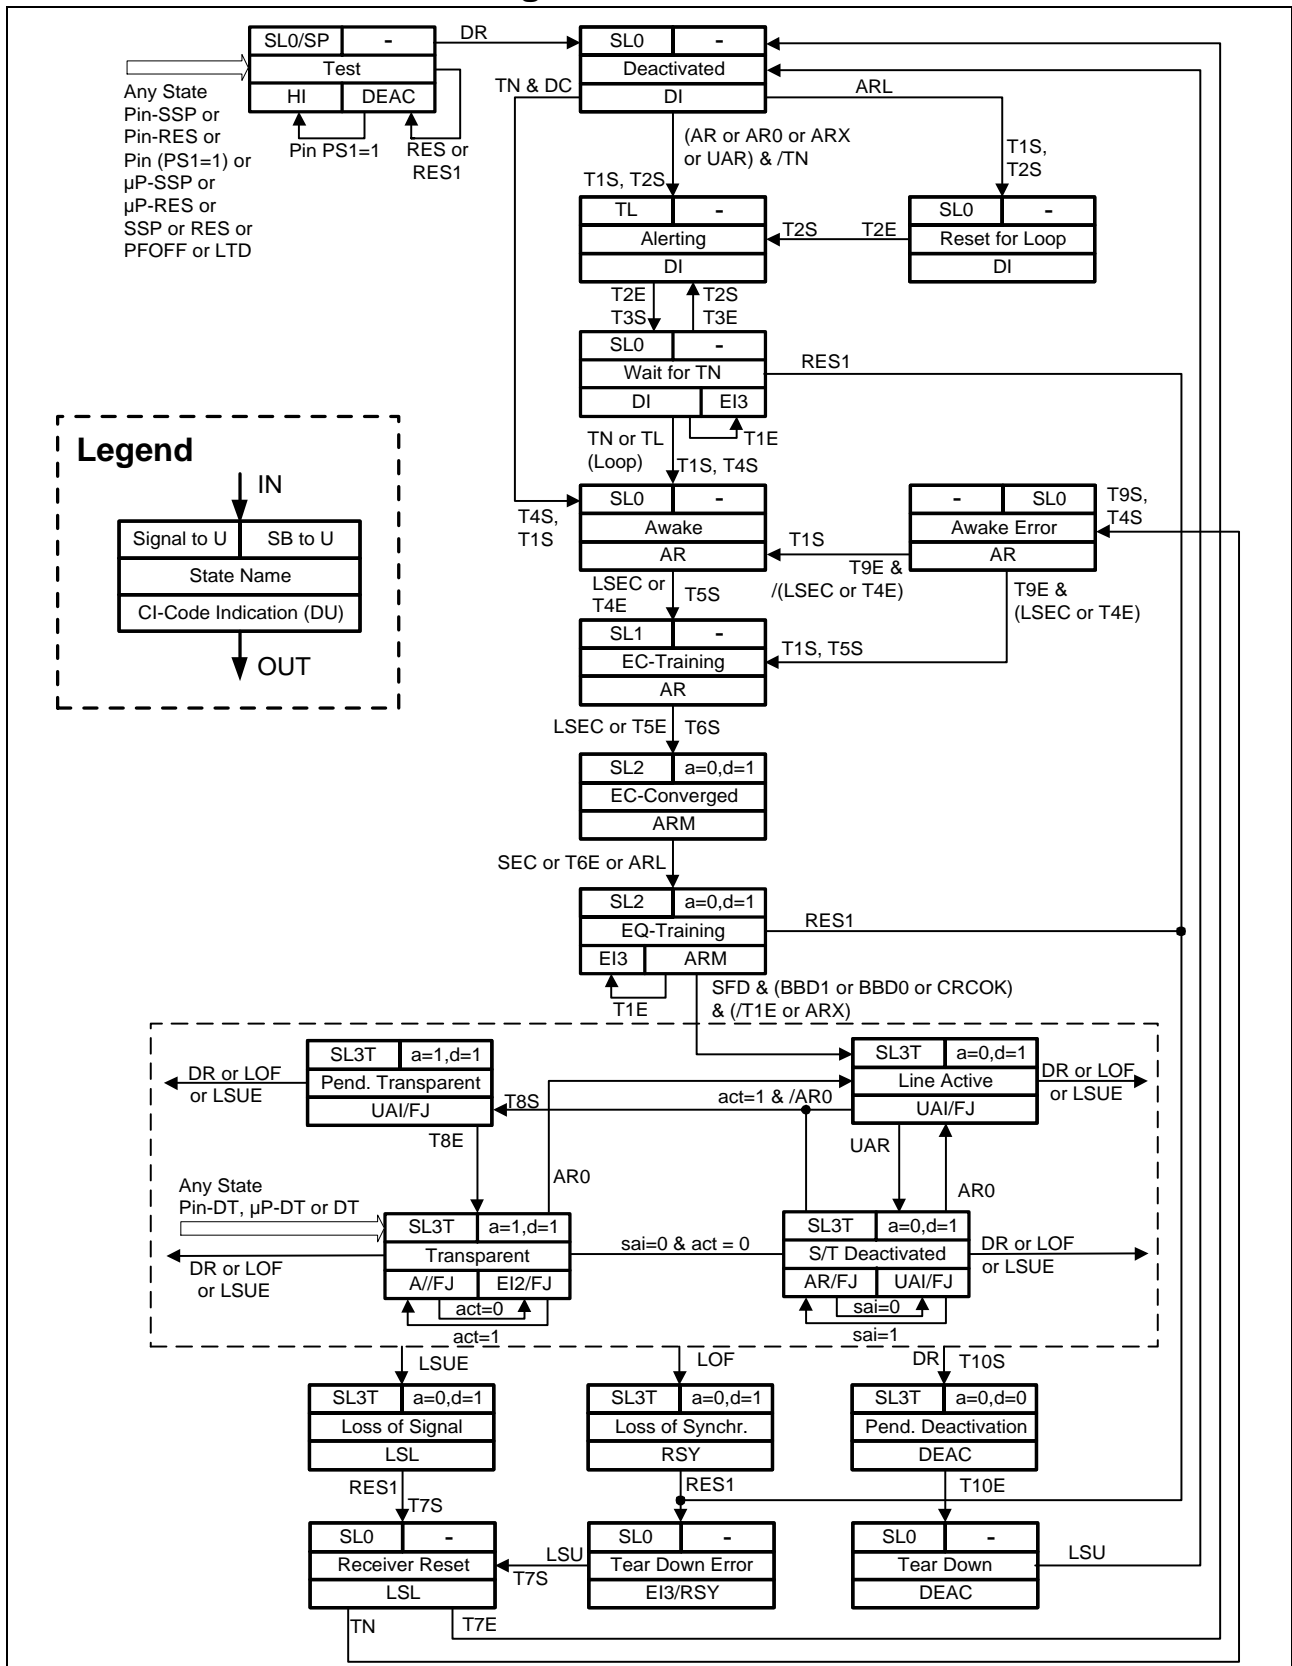 SL0/SP -
Test
HI DEAC
DR
SL0 -
Deactivated
DI
Any State
Pin-SSP or
Pin-RES or
Pin (PS1=1) or
µP-SSP or
µP-RES or
SSP or RES or
PFOFF or LTD
Pin PS1=1
RES or
RES1
TN & DC
ARL
(AR or AR0 or ARX
or UAR) & /TN
T1S, T2S
T1S,
T2S
TL -
Alerting
DI
T2S T2E
SL0 -
Reset for Loop
DI
T2E
T3S
T2S
T3E
SL0 -
Wait for TN
DI EI3
RES1
T1E
TN or TL
(Loop)
T1S, T4S
Legend
IN
Signal to U SB to U
State Name
CI-Code Indication (DU)
OUT
T4S,
T1S
SL0 -
Awake
AR
T1S
T9E &
/(LSEC or T4E)
- SL0
Awake Error
AR
T9S,
T4S
T9E &
(LSEC or T4E)
LSEC or
T4E
T5S
SL1 -
EC-Training
AR
T1S, T5S
LSEC or T5E T6S
SL2 a=0,d=1
EC-Converged
ARM
SEC or T6E or ARL
SL2 a=0,d=1
EQ-Training
EI3 ARM
RES1
T1E
SFD & (BBD1 or BBD0 or CRCOK)
& (/T1E or ARX)
DR or LOF
or LSUE
SL3T a=1,d=1
Pend. Transparent
UAI/FJ
T8S
act=1 & /AR0
SL3T a=0,d=1
Line Active
UAI/FJ
DR or LOF
or LSUE
T8E
AR0
UAR
AR0
Any State
Pin-DT, µP-DT or DT
DR or LOF
or LSUE
SL3T a=1,d=1
Transparent
A//FJ EI2/FJ
act=0
act=1
sai=0 & act = 0
SL3T a=0,d=1
S/T Deactivated
AR/FJ UAI/FJ
sai=0
sai=1
DR or LOF
or LSUE
LSUE
LOF
DR T10S
SL3T a=0,d=1
Loss of Signal
LSL
SL3T a=0,d=1
Loss of Synchr.
RSY
SL3T a=0,d=0
Pend. Deactivation
DEAC
RES1
T7S
RES1
T10E
SL0 -
Receiver Reset
LSL
LSU
T7S
SL0 -
Tear Down Error
EI3/RSY
SL0 -
Tear Down
DEAC
LSU
TN
T7E